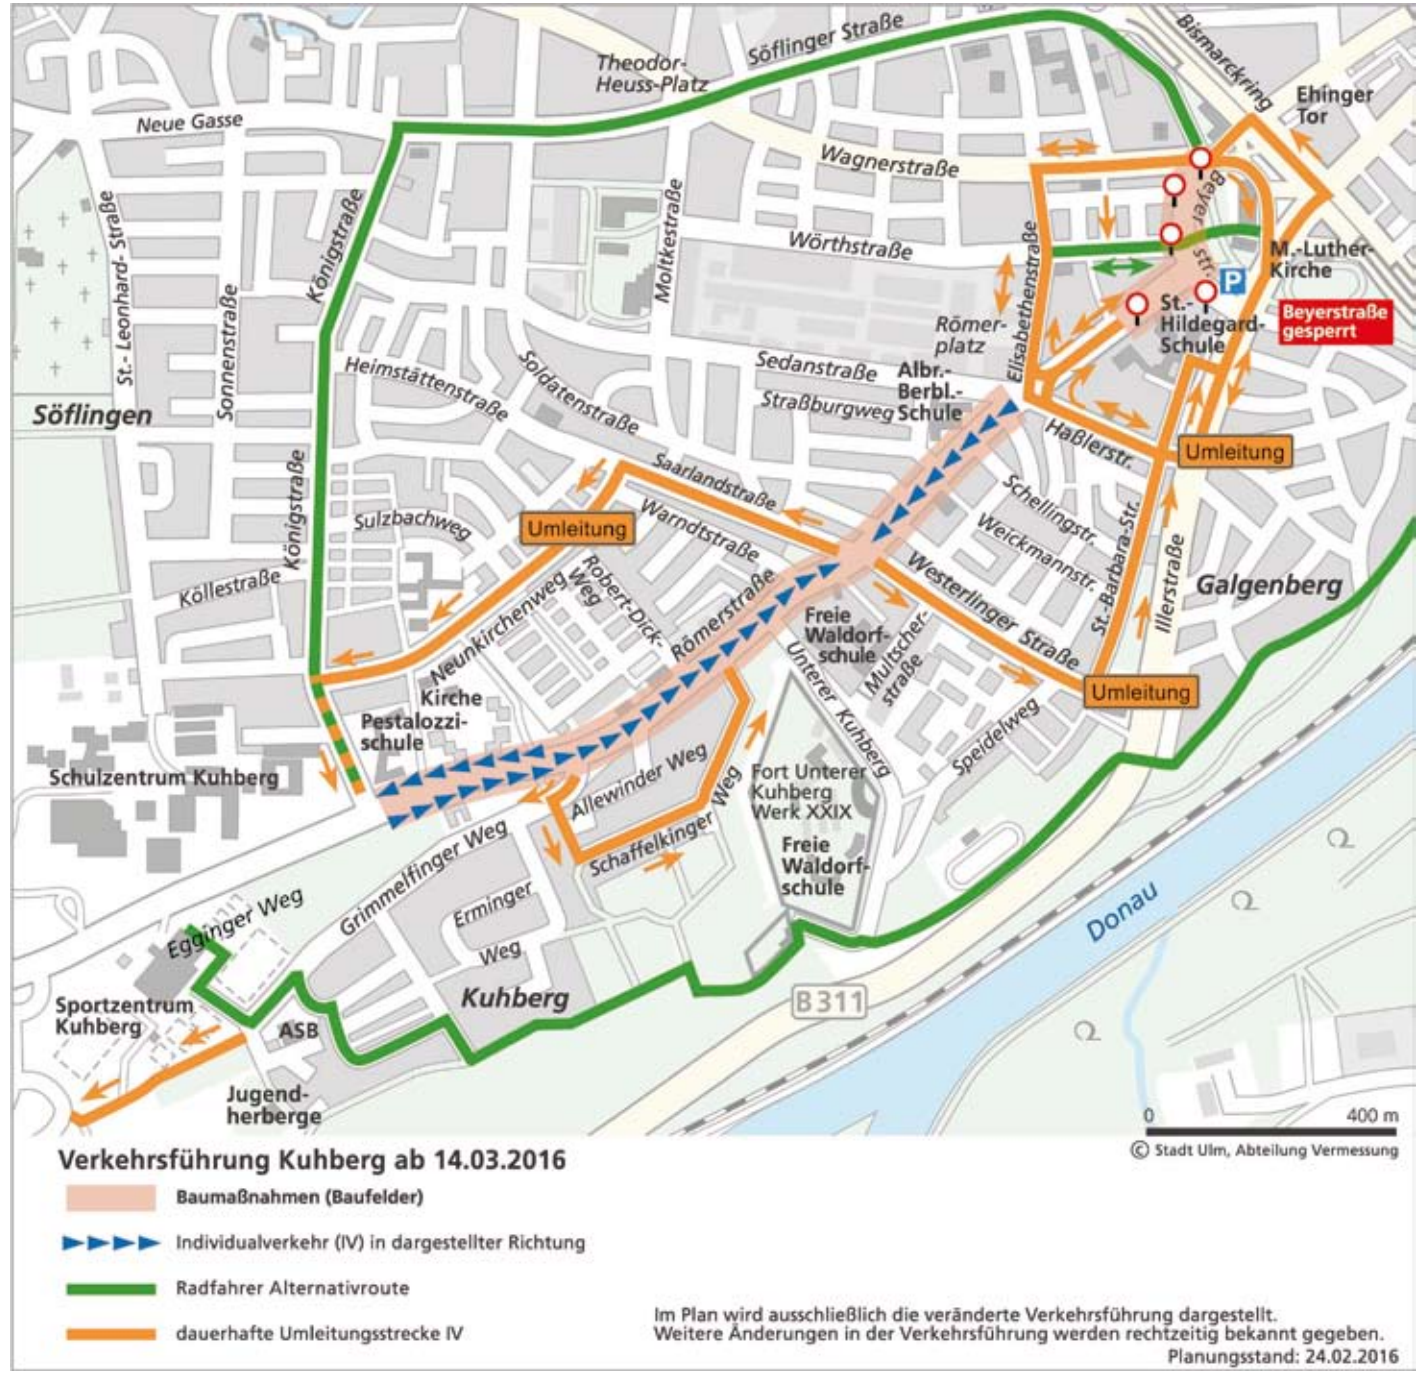 Bismarckring
Söflinger Straße
Theodor-
Heuss-Platz
Ehinger
Tor
Neue Gasse
Wagnerstraße
Beyer
str.
Königstraße
Moltkestraße
St.- Leonhard- Straße
Wörthstraße
Elisabethenstraße
M.-Luther-
Kirche
P
St.-
Hildegard-
Schule
Beyerstraße
gesperrt
Sonnenstraße
Römer-
platz
Heimstättenstraße
Soldatenstraße
Sedanstraße
Straßburgweg
Albr.-
Berbl.-
Schule
Söflingen
Haßlerstr.
Umleitung
Saarlandstraße
Königstraße
Schellingstr.
Sulzbachweg
Umleitung
Warndtstraße
Weickmannstr.
St.-Barbara-Str.
Illerstraße
Köllestraße
Robert-Dick-
Weg
Westerlinger Straße
Galgenberg
Neunkirchenweg
Römerstraße
Freie
Waldorf-
schule
Multscher-
straße
Umleitung
Kirche
Pestalozzi-
schule
Unterer Kuhberg
Speidelweg
Schulzentrum Kuhberg
Allewinder Weg
Fort Unterer
Kuhberg
Werk XXIX
Schaffelkinger Weg
Freie
Waldorf-
schule
Grimmelfinger Weg
Egginger Weg
Erminger
Weg
Donau
Kuhberg
B 311
Sportzentrum
Kuhberg
ASB
Jugend-
herberge
0 400 m
© Stadt Ulm, Abteilung Vermessung
Verkehrsführung Kuhberg ab 14.03.2016
Baumaßnahmen (Baufelder)
Individualverkehr (IV) in dargestellter Richtung
Radfahrer Alternativroute
dauerhafte Umleitungsstrecke IV
Im Plan wird ausschließlich die veränderte Verkehrsführung dargestellt.
Weitere Änderungen in der Verkehrsführung werden rechtzeitig bekannt gegeben.
Planungsstand: 24.02.2016